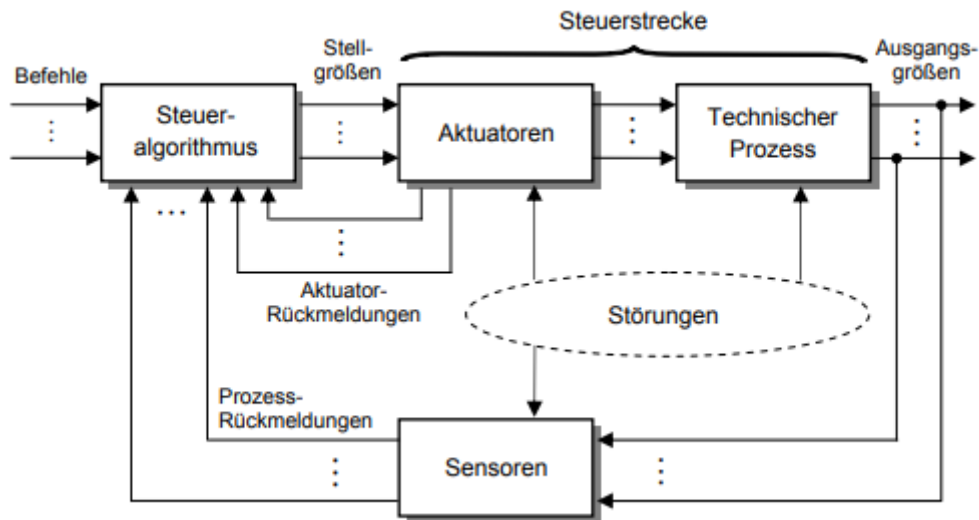 Steuerstrecke
Befehle
Stell-
größen
Ausgangs-
größen
Steuer-
algorithmus
Aktuatoren
Technischer
Prozess
Aktuator-
Rückmeldungen
Störungen
Prozess-
Rückmeldungen
Sensoren